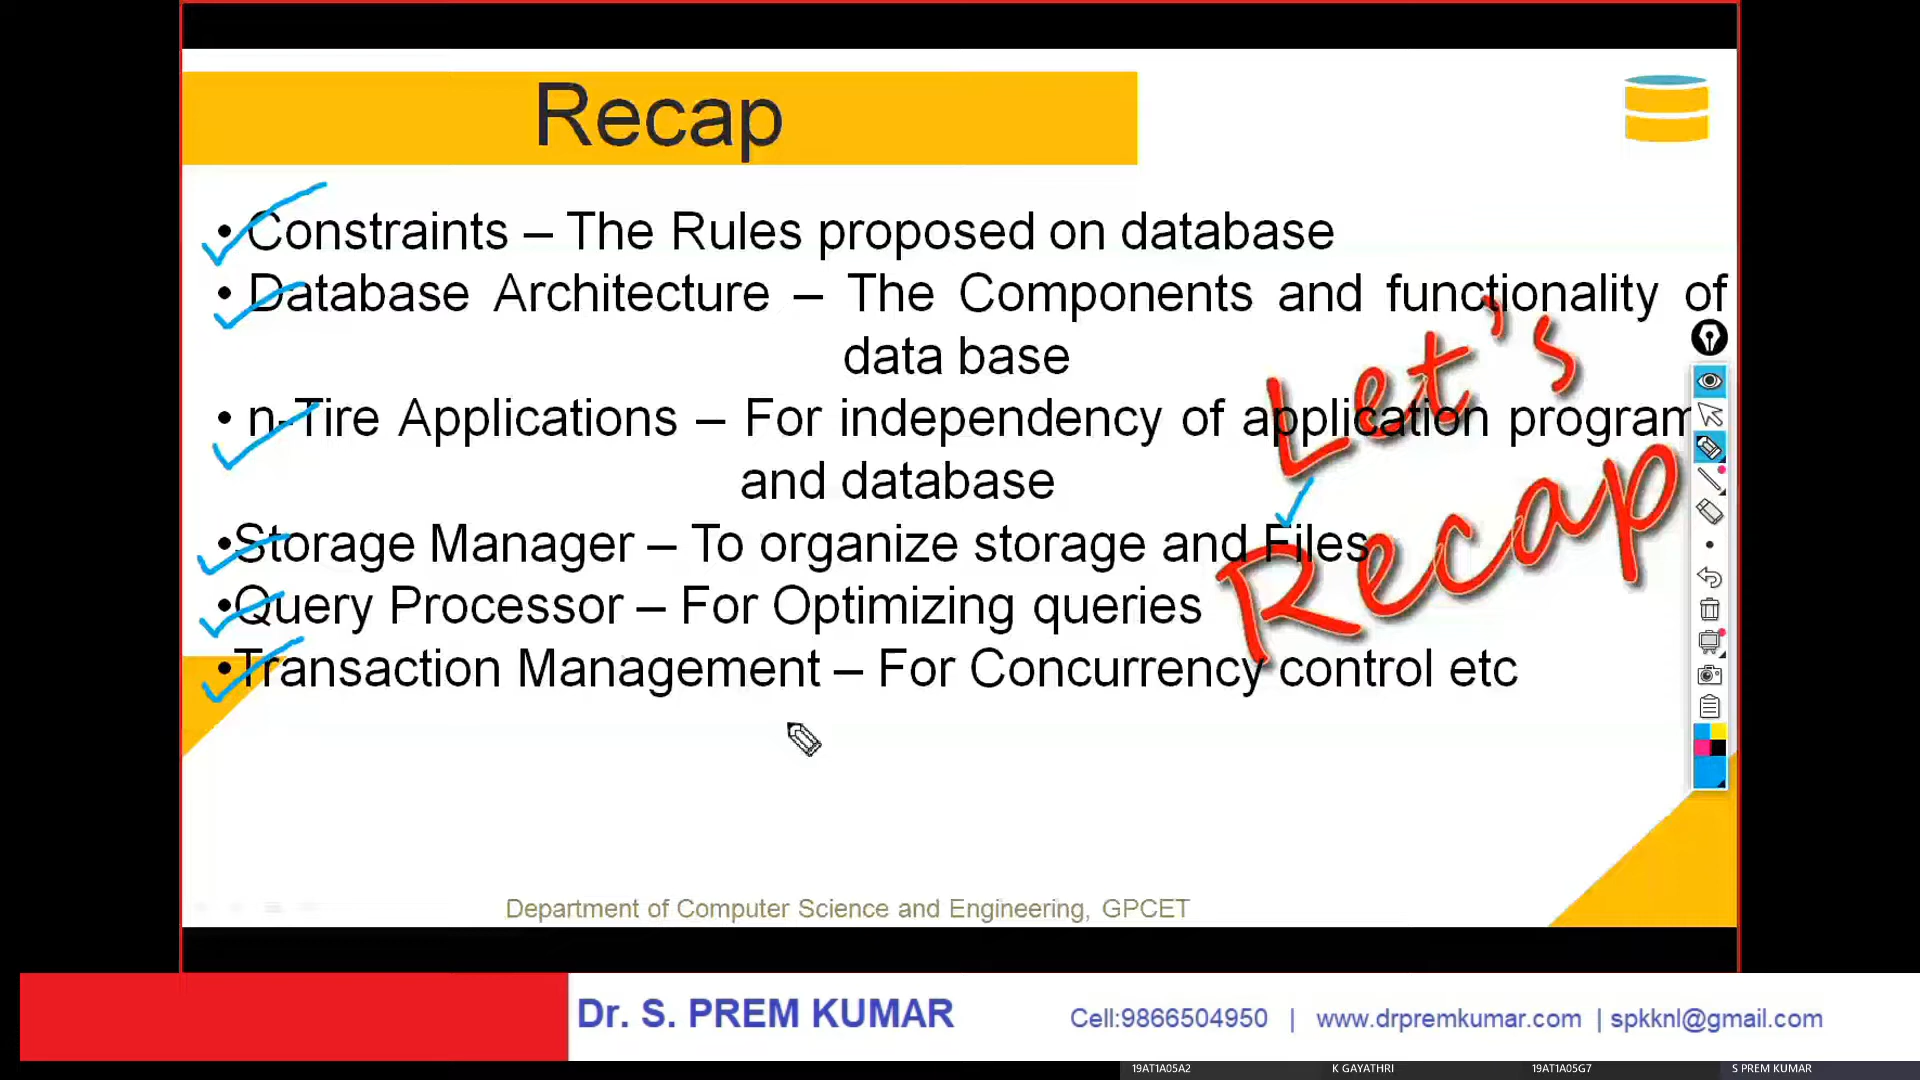 Recap
• Constraints – The Rules proposed on database
• Database Architecture – The Components and functionality of
data base
• n-Tire Applications – For independency of application program
and database
•Storage Manager – To organize storage and Files
•Query Processor – For Optimizing queries
•Transaction Management – For Concurrency control etc
Let's
Recap
Department of Computer Science and Engineering, GPCET
Dr. S. PREM KUMAR
Cell:9866504950 | www.drpremkumar.com | spkknl@gmail.com
19AT1A05A2 K GAYATHRI 19AT1A05G7 S PREM KUMAR